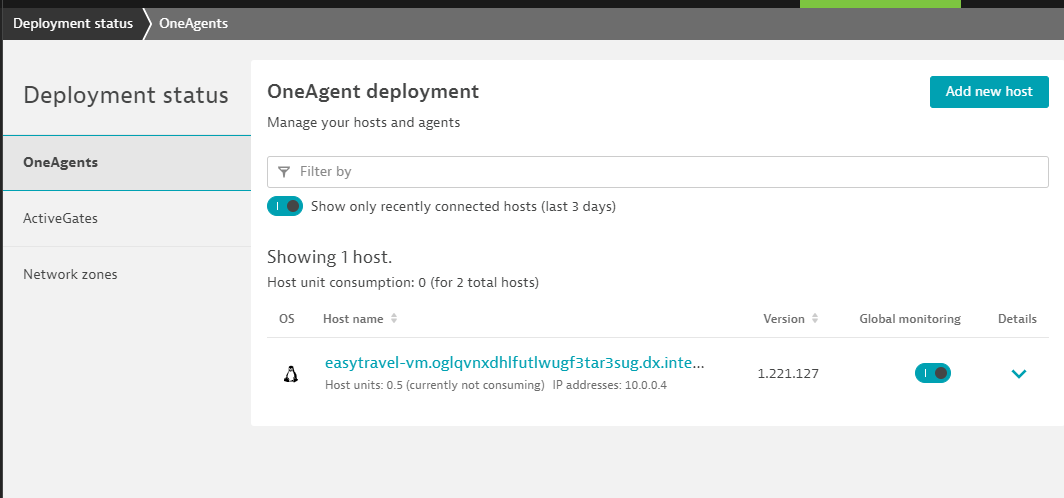 Deployment status OneAgents
Deployment status
OneAgents
ActiveGates
Network zones
OneAgent deployment
Add new host
Manage your hosts and agents
Filter by
Show only recently connected hosts (last 3 days)
Showing 1 host.
Host unit consumption: 0 (for 2 total hosts)
OS Host name Version Global monitoring Details
easytravel-vm.oglqvnxdhlfutlwugf3tar3sug.dx.inte...
Host units: 0.5 (currently not consuming) IP addresses: 10.0.0.4
1.221.127